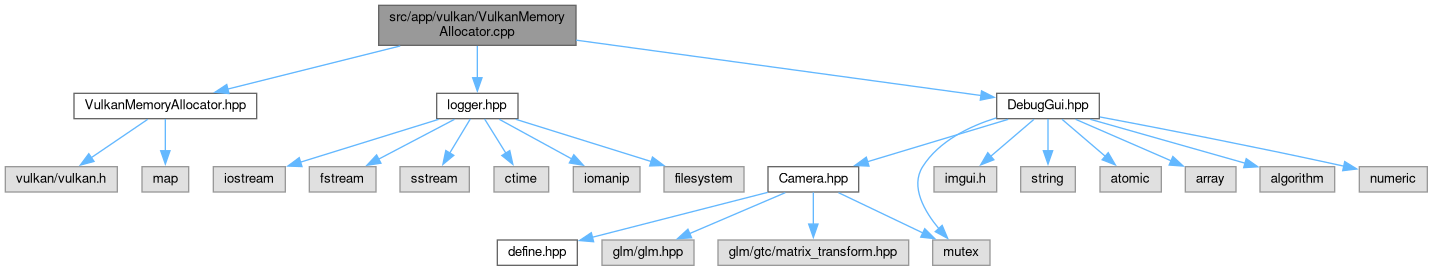 src/app/vulkan/VulkanMemory
Allocator.cpp
VulkanMemoryAllocator.hpp
logger.hpp
DebugGui.hpp
vulkan/vulkan.h
map
iostream
fstream
sstream
ctime
iomanip
filesystem
Camera.hpp
imgui.h
string
atomic
array
algorithm
numeric
define.hpp
glm/glm.hpp
glm/gtc/matrix_transform.hpp
mutex